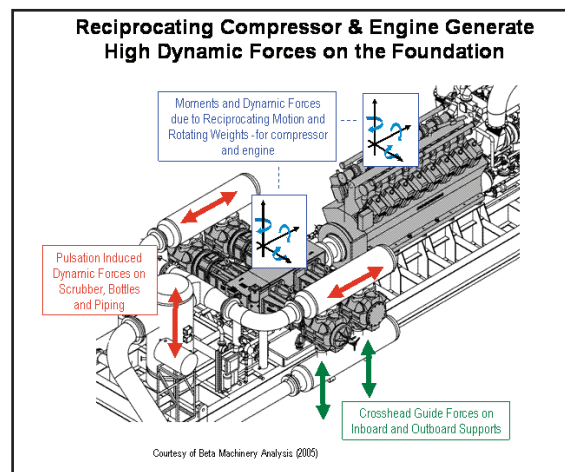 Reciprocating Compressor & Engine Generate
High Dynamic Forces on the Foundation
Moments and Dynamic Forces
due to Reciprocating Motion and
Rotating Weights -for compressor
and engine
Pulsation Induced
Dynamic Forces on
Scrubber, Bottles
and Piping
Crosshead Guide Forces on
Inboard and Outboard Supports
Courtesy of Beta Machinery Analysis (2005)